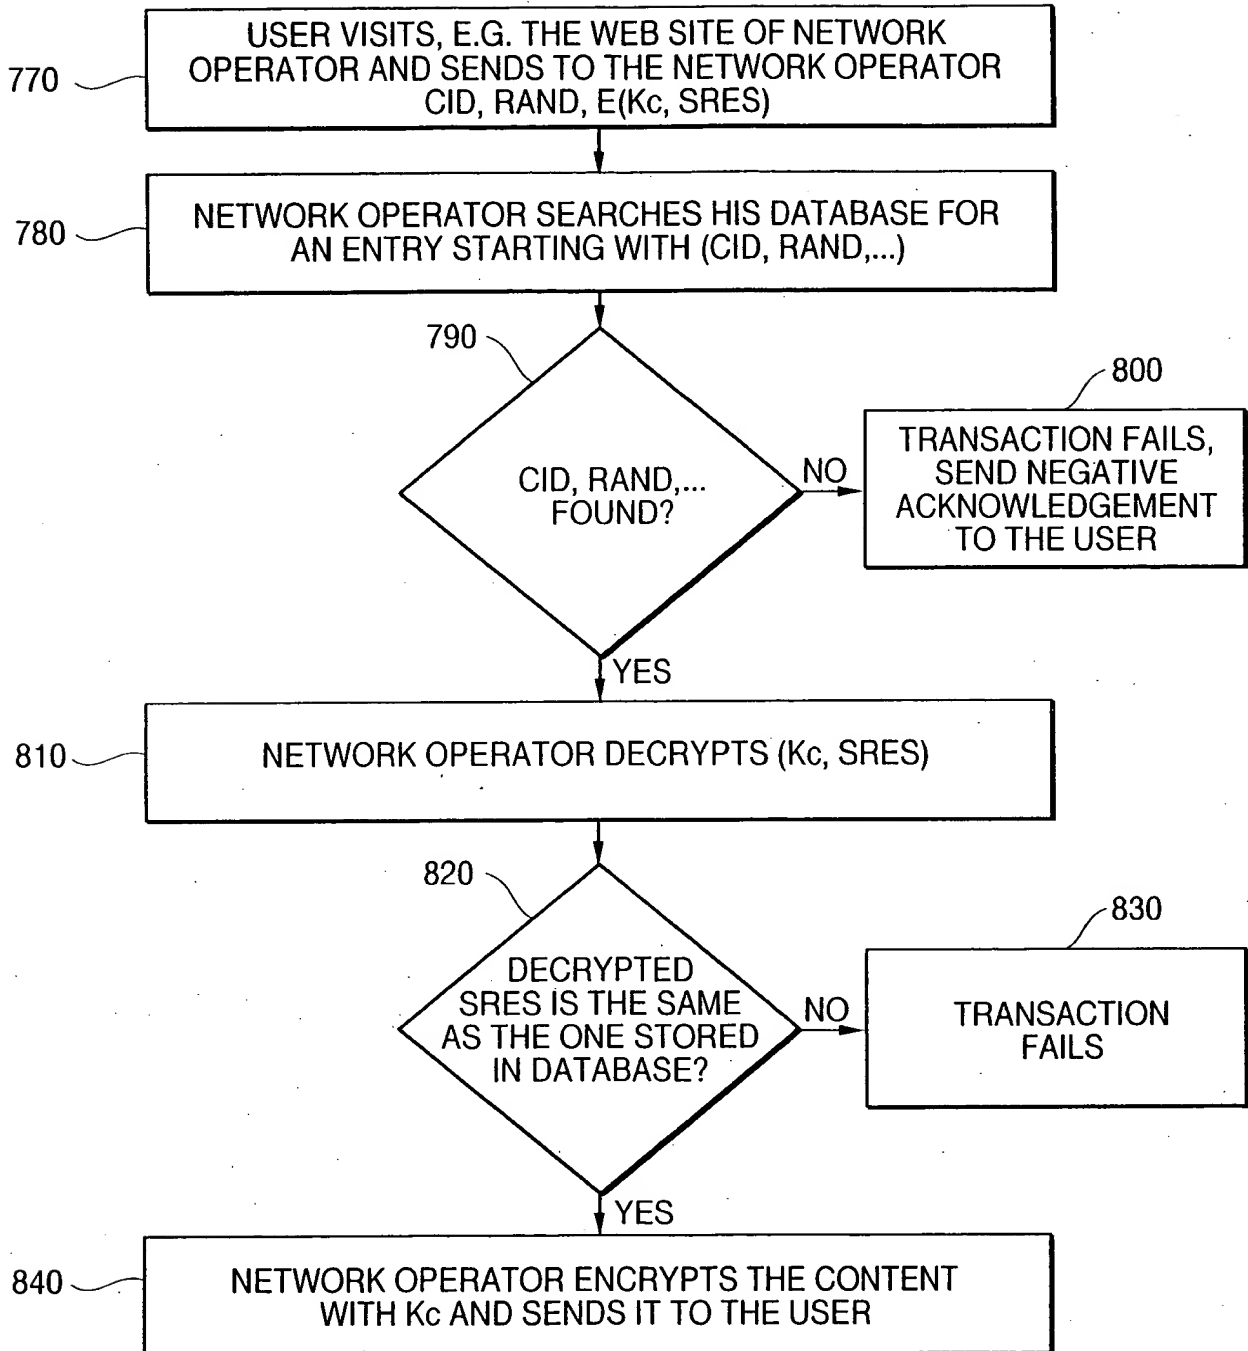 770
USER VISITS, E.G. THE WEB SITE OF NETWORK
OPERATOR AND SENDS TO THE NETWORK OPERATOR
CID, RAND, E(Kc, SRES)
780
NETWORK OPERATOR SEARCHES HIS DATABASE FOR
AN ENTRY STARTING WITH (CID, RAND,...)
790
CID, RAND,...
FOUND?
NO
800
TRANSACTION FAILS,
SEND NEGATIVE
ACKNOWLEDGEMENT
TO THE USER
YES
810
NETWORK OPERATOR DECRYPTS (Kc, SRES)
820
DECRYPTED
SRES IS THE SAME
AS THE ONE STORED
IN DATABASE?
NO
830
TRANSACTION
FAILS
YES
840
NETWORK OPERATOR ENCRYPTS THE CONTENT
WITH Kc AND SENDS IT TO THE USER